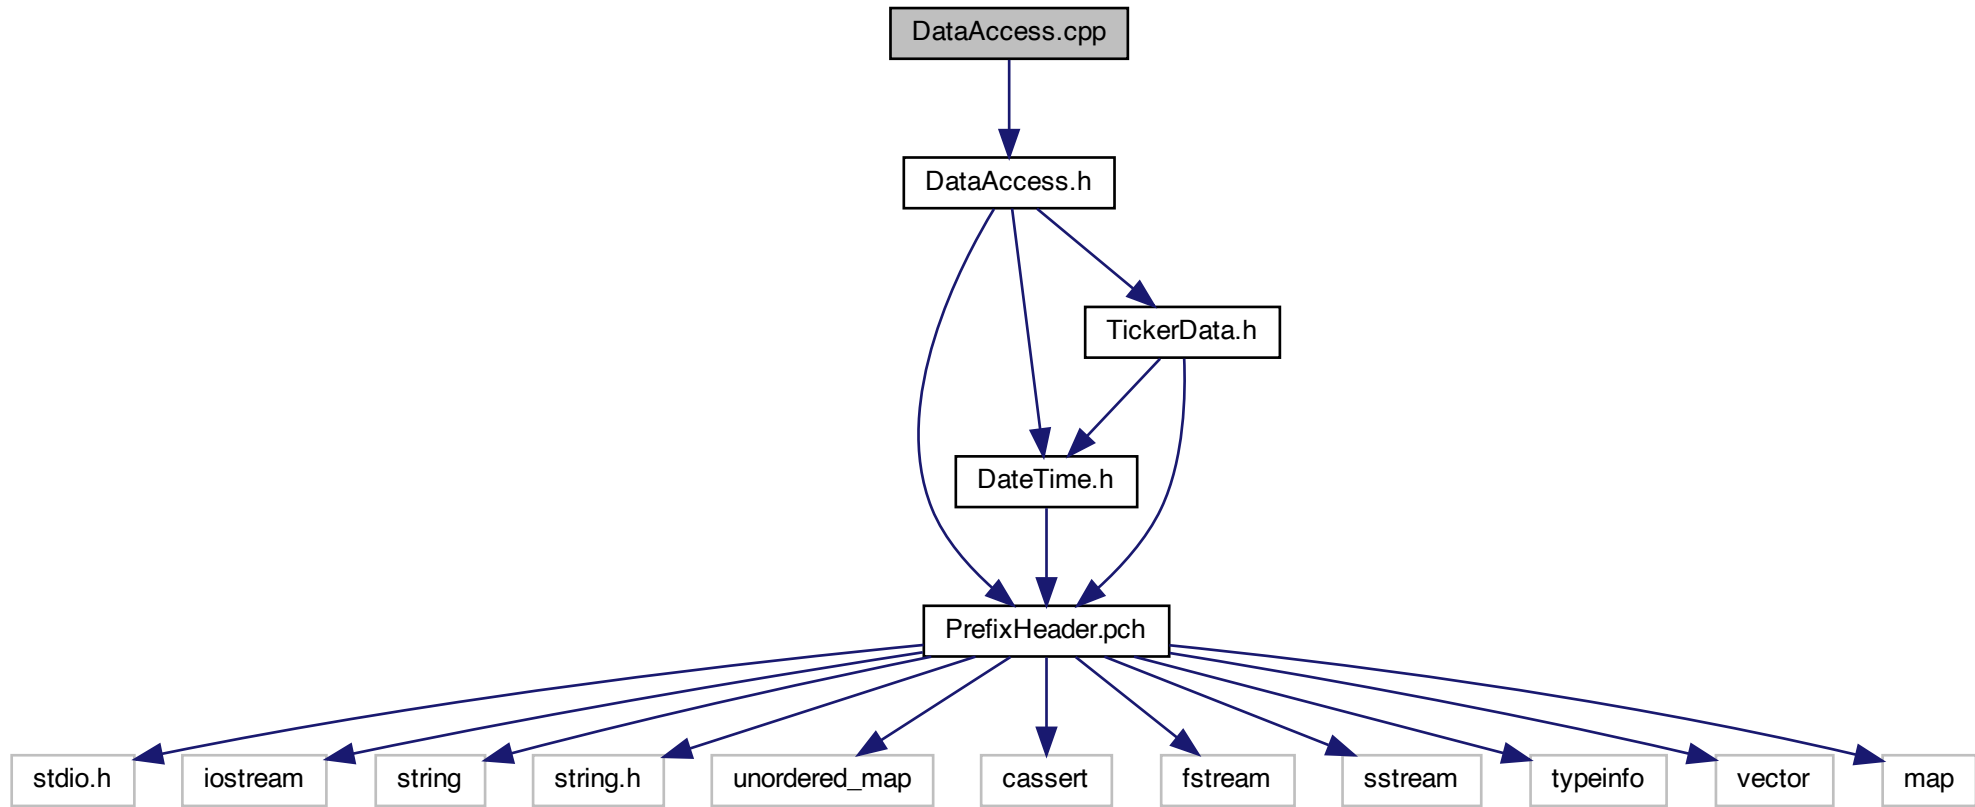 DataAccess.cpp
DataAccess.h
TickerData.h
DateTime.h
PrefixHeader.pch
stdio.h
iostream
string
string.h
unordered_map
cassert
fstream
sstream
typeinfo
vector
map